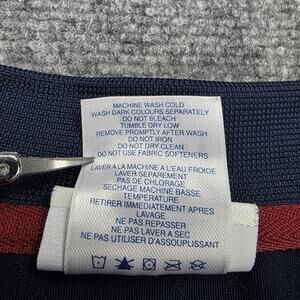 MACHINE WASH COLD
WASH DARK COLOURS SEPARATELY
DO NOT BLEACH
TUMBLE DRY LOW
REMOVE PROMPTLY AFTER WASH
DO NOT IRON
DO NOT DRY CLEAN
DO NOT USE FABRIC SOFTENERS
LAVER A LA MACHINE A L'EAU FROIDE
LAVER SEPAREMENT
PAS DE CHLORAGE
SECHAGE MACHINE BASSE
TEMPERATURE
RETIRER IMMEDIATEMENT APRES
LAVAGE
NE PAS REPASSER
NE PAS LAVER A SEC
NE PAS UTILISER D'ASSOUPLISSANT